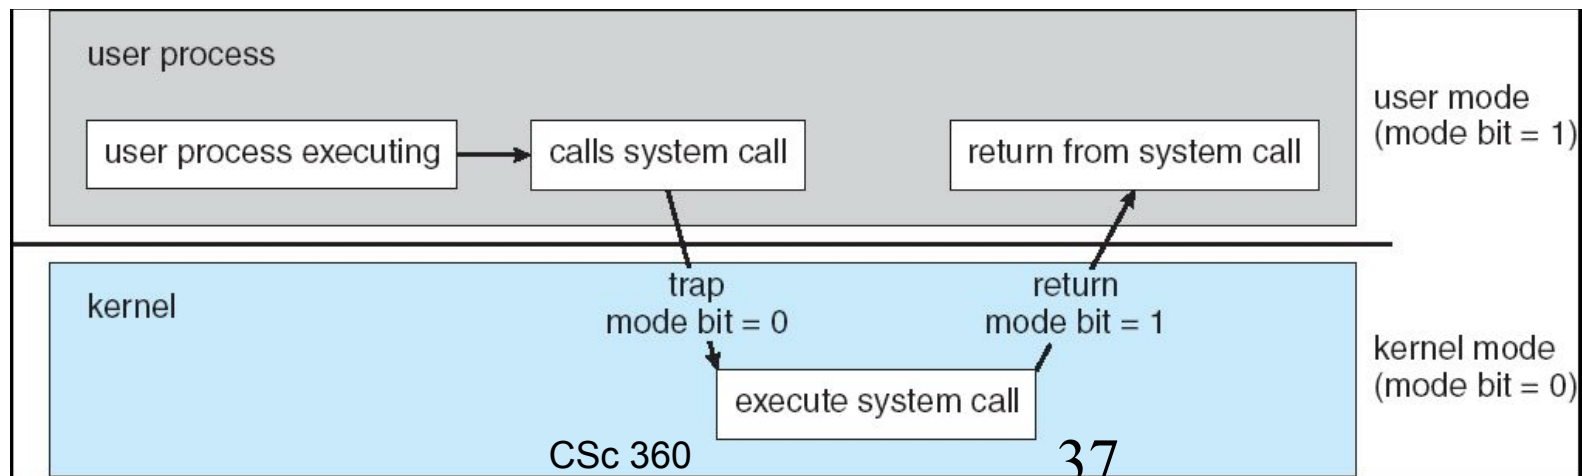 user process
user process executing
calls system call
return from system call
user mode
(mode bit = 1)
kernel
trap
mode bit = 0
return
mode bit = 1
kernel mode
(mode bit = 0)
execute system call
CSc 360
37